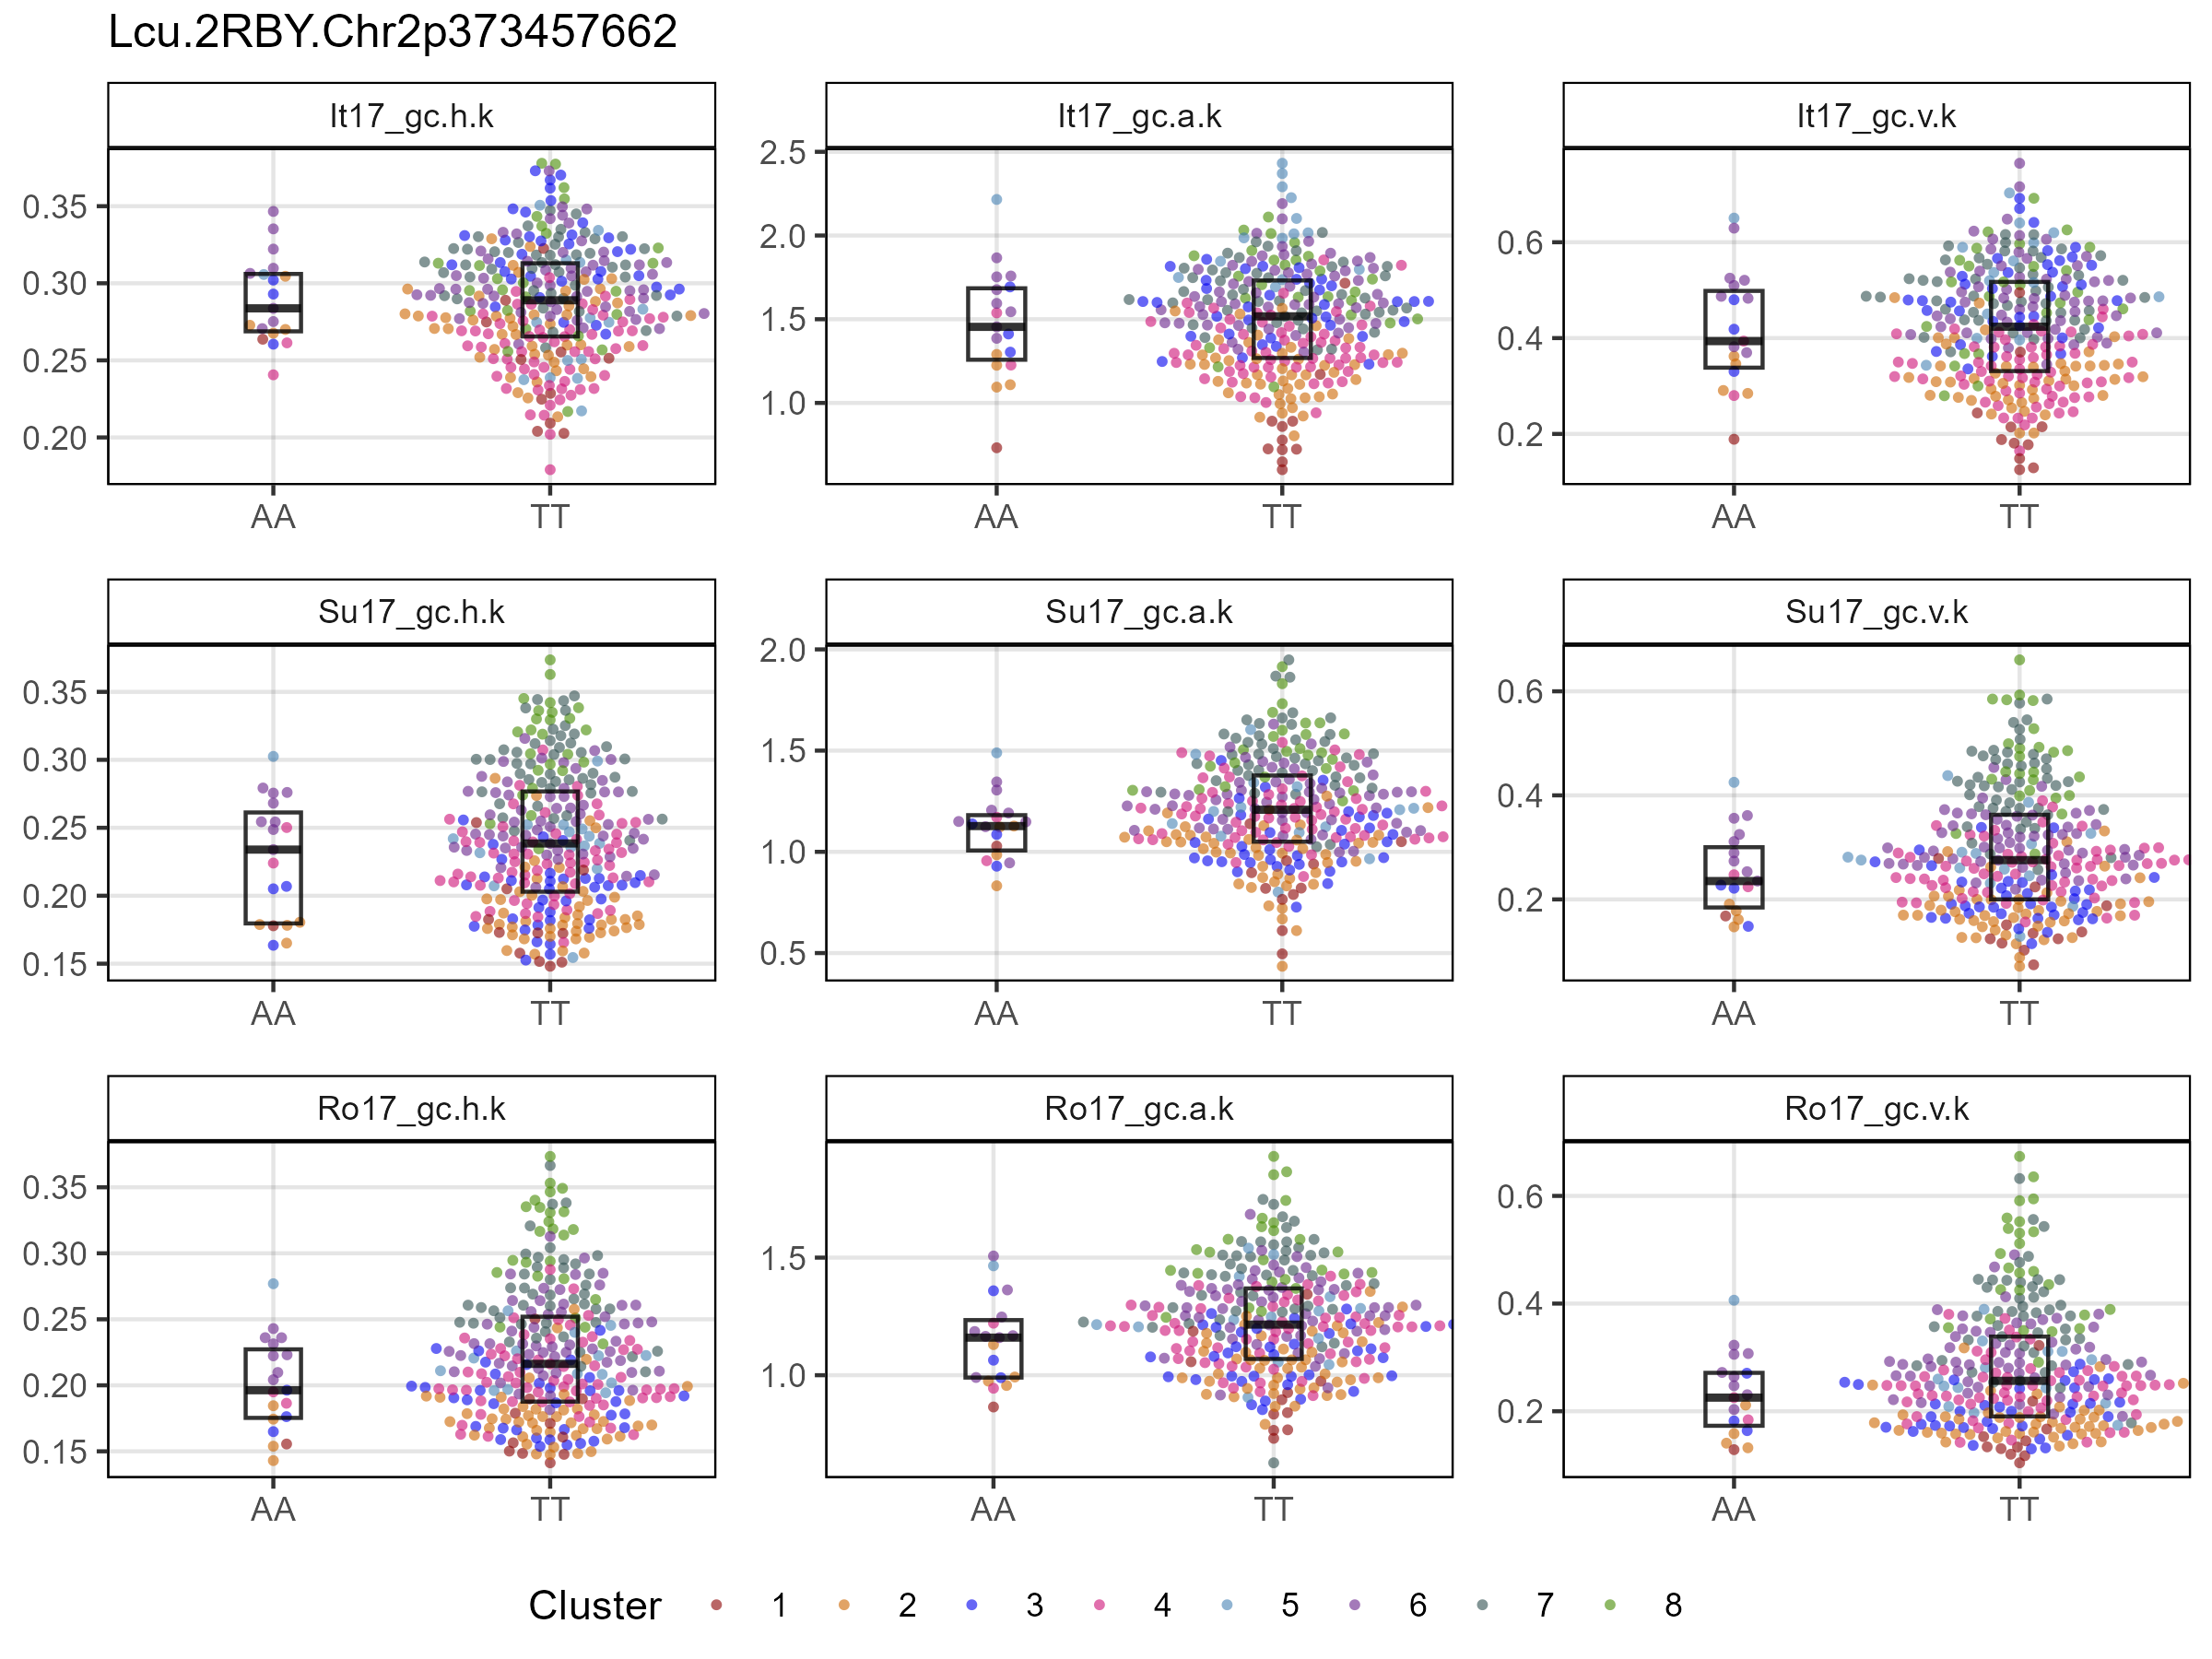 Lcu.2RBY.Chr2p373457662
It17_gc.h.k It17_gc.a.k It17_gc.v.k
0.35
0.30
0.25
0.20
AA TT
2.5
2.0
1.5
1.0
AA TT
0.6
0.4
0.2
AA TT
Su17_gc.h.k Su17_gc.a.k Su17_gc.v.k
0.35
0.30
0.25
0.20
0.15
AA TT
2.0
1.5
1.0
0.5
AA TT
0.6
0.4
0.2
AA TT
Ro17_gc.h.k Ro17_gc.a.k Ro17_gc.v.k
0.35
0.30
0.25
0.20
0.15
AA TT
1.5
1.0
AA TT
0.6
0.4
0.2
AA TT
Cluster 1 2 3 4 5 6 7 8